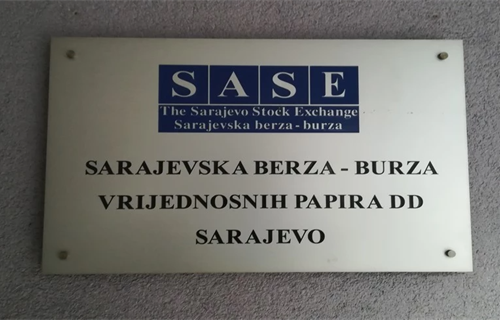 SASE
The Sarajevo Stock Exchange
Sarajevska berza - burza
SARAJEVSKA BERZA - BURZA
VRIJEDNOSNIH PAPIRA DD
SARAJEVO